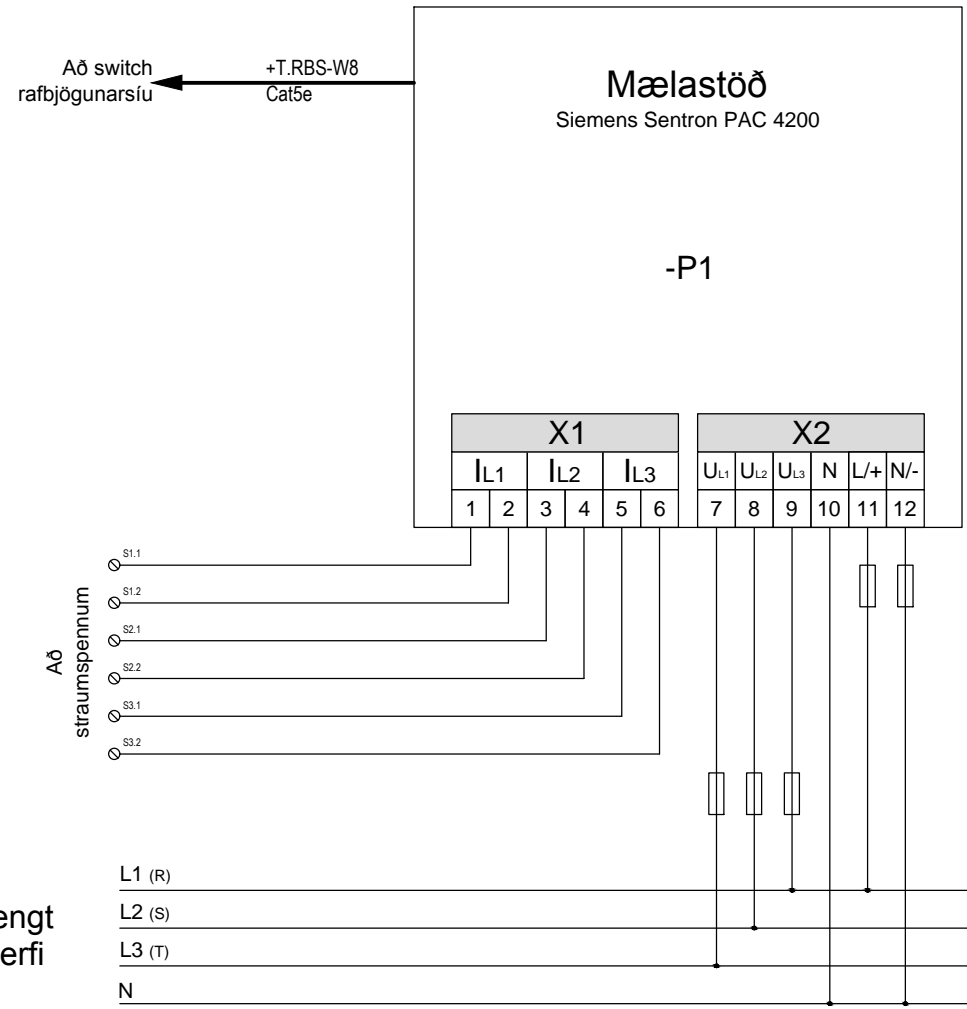 Að switch
rafbjögunarsíu
+T.RBS-W8
Cat5e
Mælastöð
Siemens Sentron PAC 4200
-P1
X1
X2
IL1 IL2 IL3
UL1 UL2 UL3 N L/+ N/-
1 2 3 4 5 6
7 8 9 10 11 12
Að
straumspennum
S1.1
S1.2
S2.1
S2.2
S3.1
S3.2
L1 (R)
L2 (S)
L3 (T)
N
engt
erfi